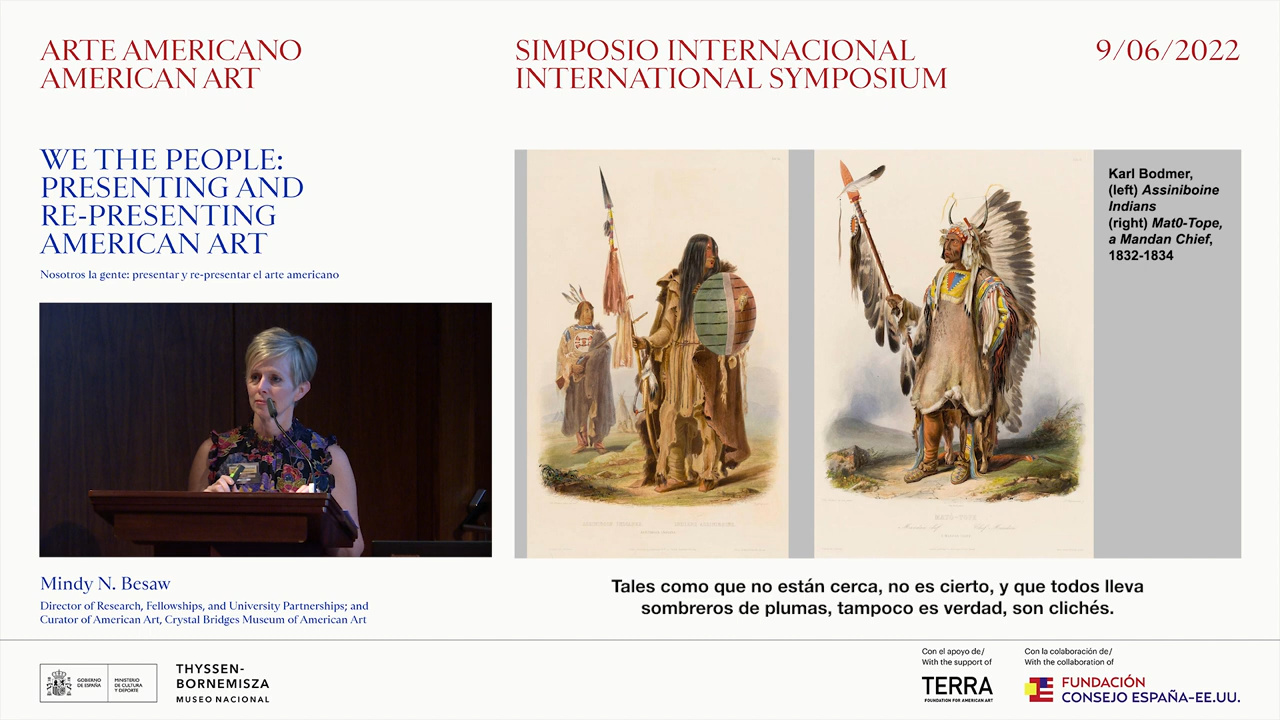 ARTE AMERICANO
AMERICAN ART
SIMPOSIO INTERNACIONAL
INTERNATIONAL SYMPOSIUM
9/06/2022
WE THE PEOPLE:
PRESENTING AND
RE-PRESENTING
AMERICAN ART
Nosotros la gente: presentar y re-presentar el arte americano
Karl Bodmer,
(left) Assiniboine
Indians
(right) Mat0-Tope,
a Mandan Chief,
1832-1834
MATÓ-TOPE
Mindy N. Besaw
Director of Research, Fellowships, and University Partnerships; and
Curator of American Art, Crystal Bridges Museum of American Art
Tales como que no están cerca, no es cierto, y que todos lleva
sombreros de plumas, tampoco es verdad, son clichés.
GOBIERNO
DE ESPAÑA
MINISTERIO
DE CULTURA
Y DEPORTE
THYSSEN-
BORNEMISZA
MUSEO NACIONAL
Con el apoyo de/
With the support of
TERRA
FOUNDATION FOR AMERICAN ART
Con la colaboración de/
With the collaboration of
FUNDACIÓN
CONSEJO ESPAÑA-EE.UU.